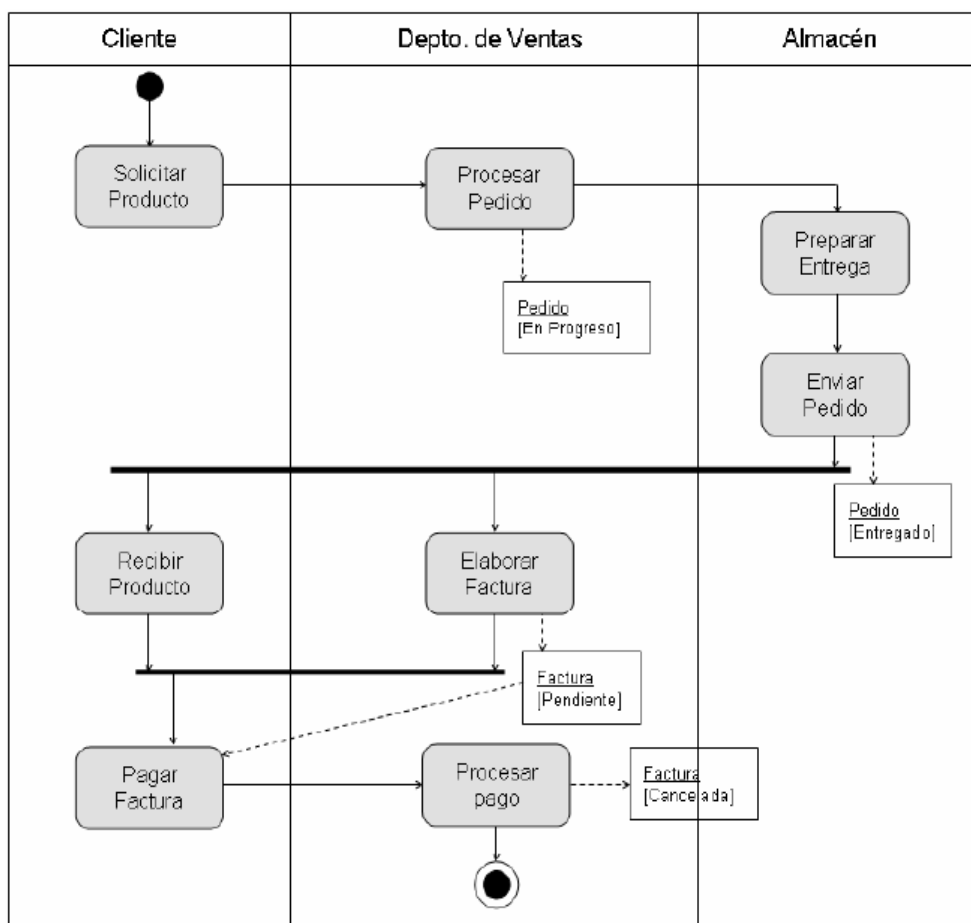 Cliente
Depto. de Ventas
Almacén
Solicitar
Producto
Procesar
Pedido
Preparar
Entrega
Pedido
[En Progreso]
Enviar
Pedido
Pedido
[Entregado]
Recibir
Producto
Elaborar
Factura
Factura
[Pendiente]
Pagar
Factura
Procesar
pago
Factura
[Cancelada]